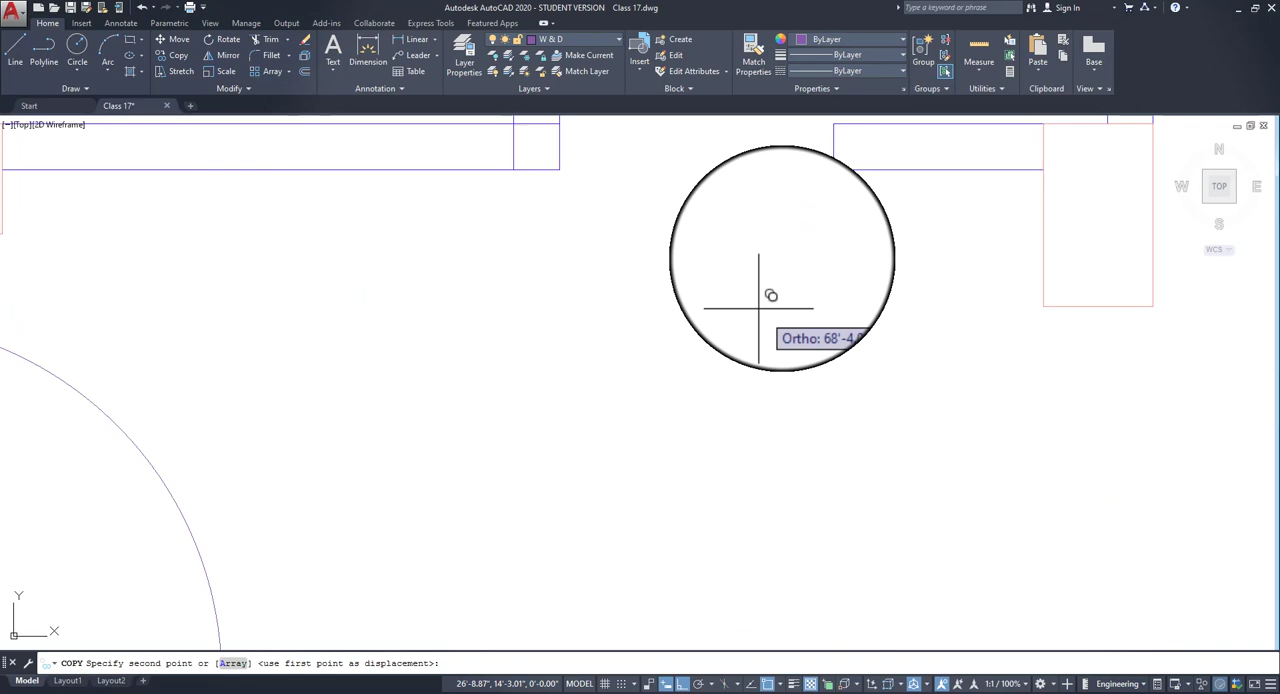 Autodesk AutoCAD 2020 - STUDENT VERSION Class 17.dwg
Type a keyword or phrase
Sign In
Home Insert Annotate Parametric View Manage Output Add-ins Collaborate Express Tools Featured Apps
Line Polyline Circle Arc
Move Rotate Trim
Copy Mirror Fillet
Stretch Scale Array
Text Dimension
Linear
Leader
Table
Layer Properties
W & D
Make Current
Match Layer
Insert
Create
Edit
Edit Attributes
Match Properties
ByLayer
ByLayer
ByLayer
Group
Measure
Paste
Base
Draw Modify Annotation Layers Block Properties Groups Utilities Clipboard View
Start Class 17*
[−][Top][2D Wireframe]
N
W TOP E
S
WCS
Ortho: 68'-4.
Y
X
COPY Specify second point or [Array] <use first point as displacement>:
Model Layout1 Layout2
26'-8.87", 14'-3.01", 0'-0.00" MODEL
1:1 / 100%
Engineering